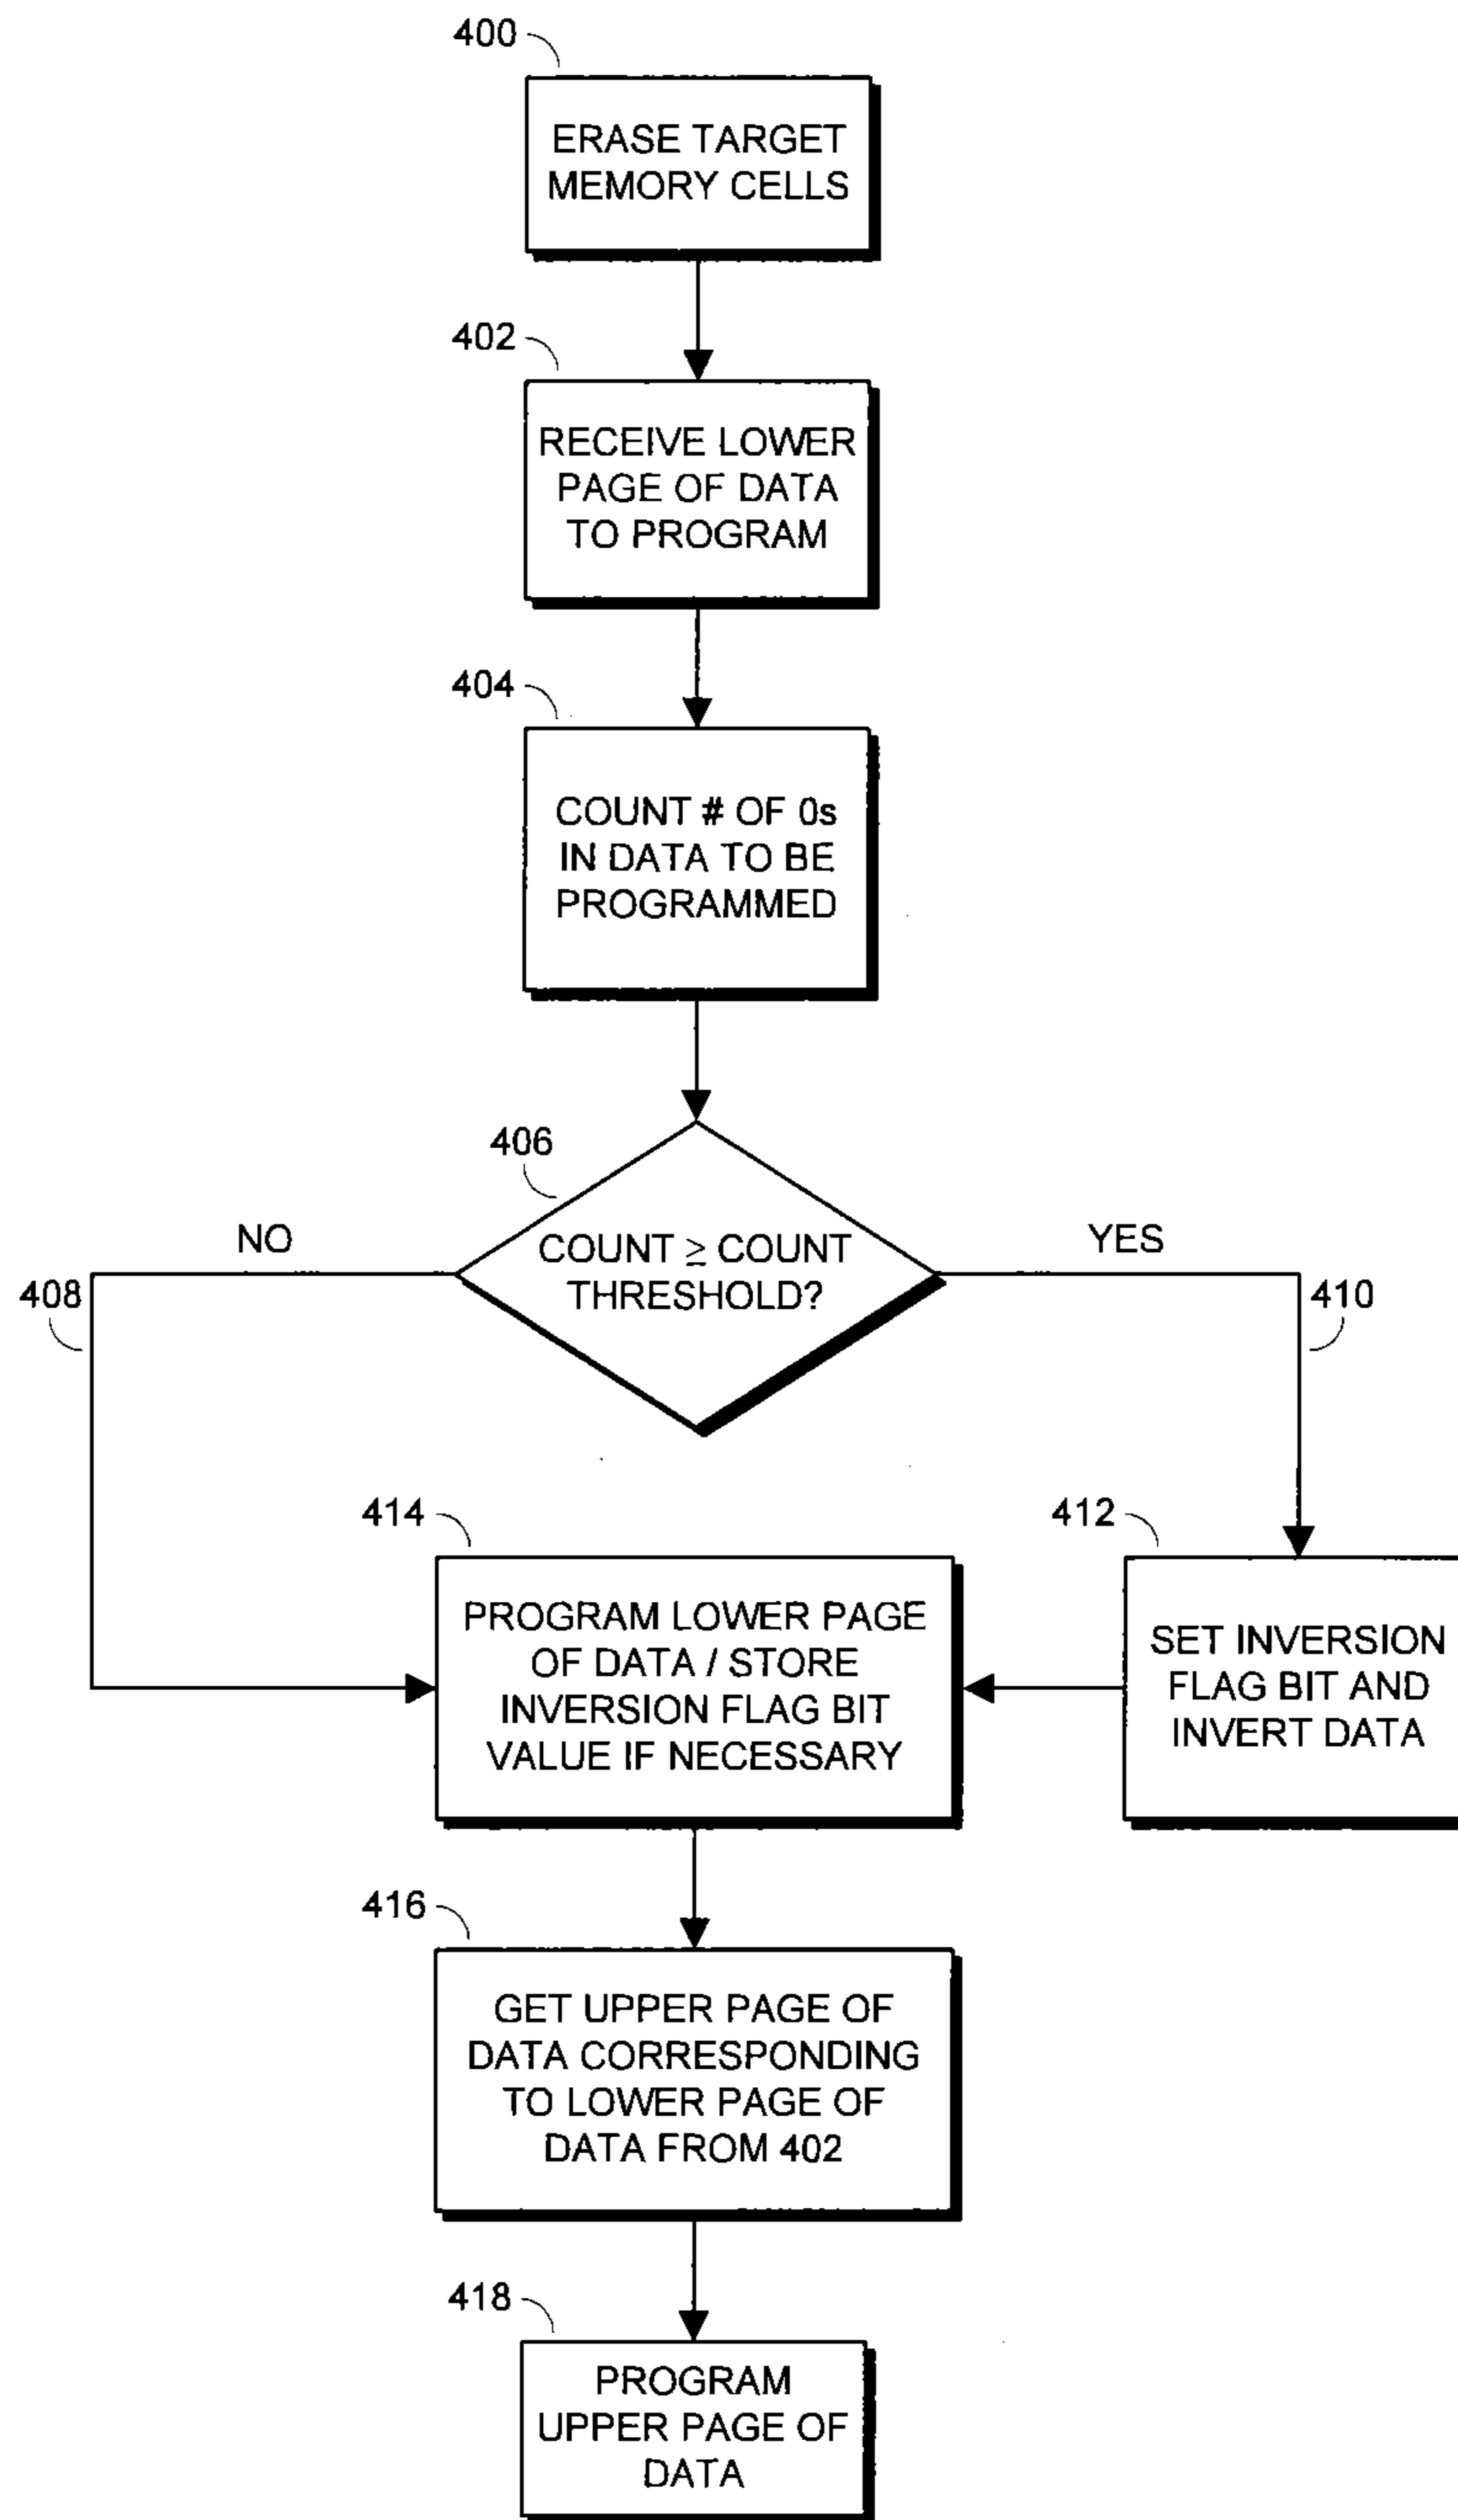 400
ERASE TARGET
MEMORY CELLS
402
RECEIVE LOWER
PAGE OF DATA
TO PROGRAM
404
COUNT # OF 0s
IN DATA TO BE
PROGRAMMED
406
NO
COUNT ≥ COUNT
THRESHOLD?
YES
408
410
414
PROGRAM LOWER PAGE
OF DATA / STORE
INVERSION FLAG BIT
VALUE IF NECESSARY
412
SET INVERSION
FLAG BIT AND
INVERT DATA
416
GET UPPER PAGE OF
DATA CORRESPONDING
TO LOWER PAGE OF
DATA FROM 402
418
PROGRAM
UPPER PAGE OF
DATA